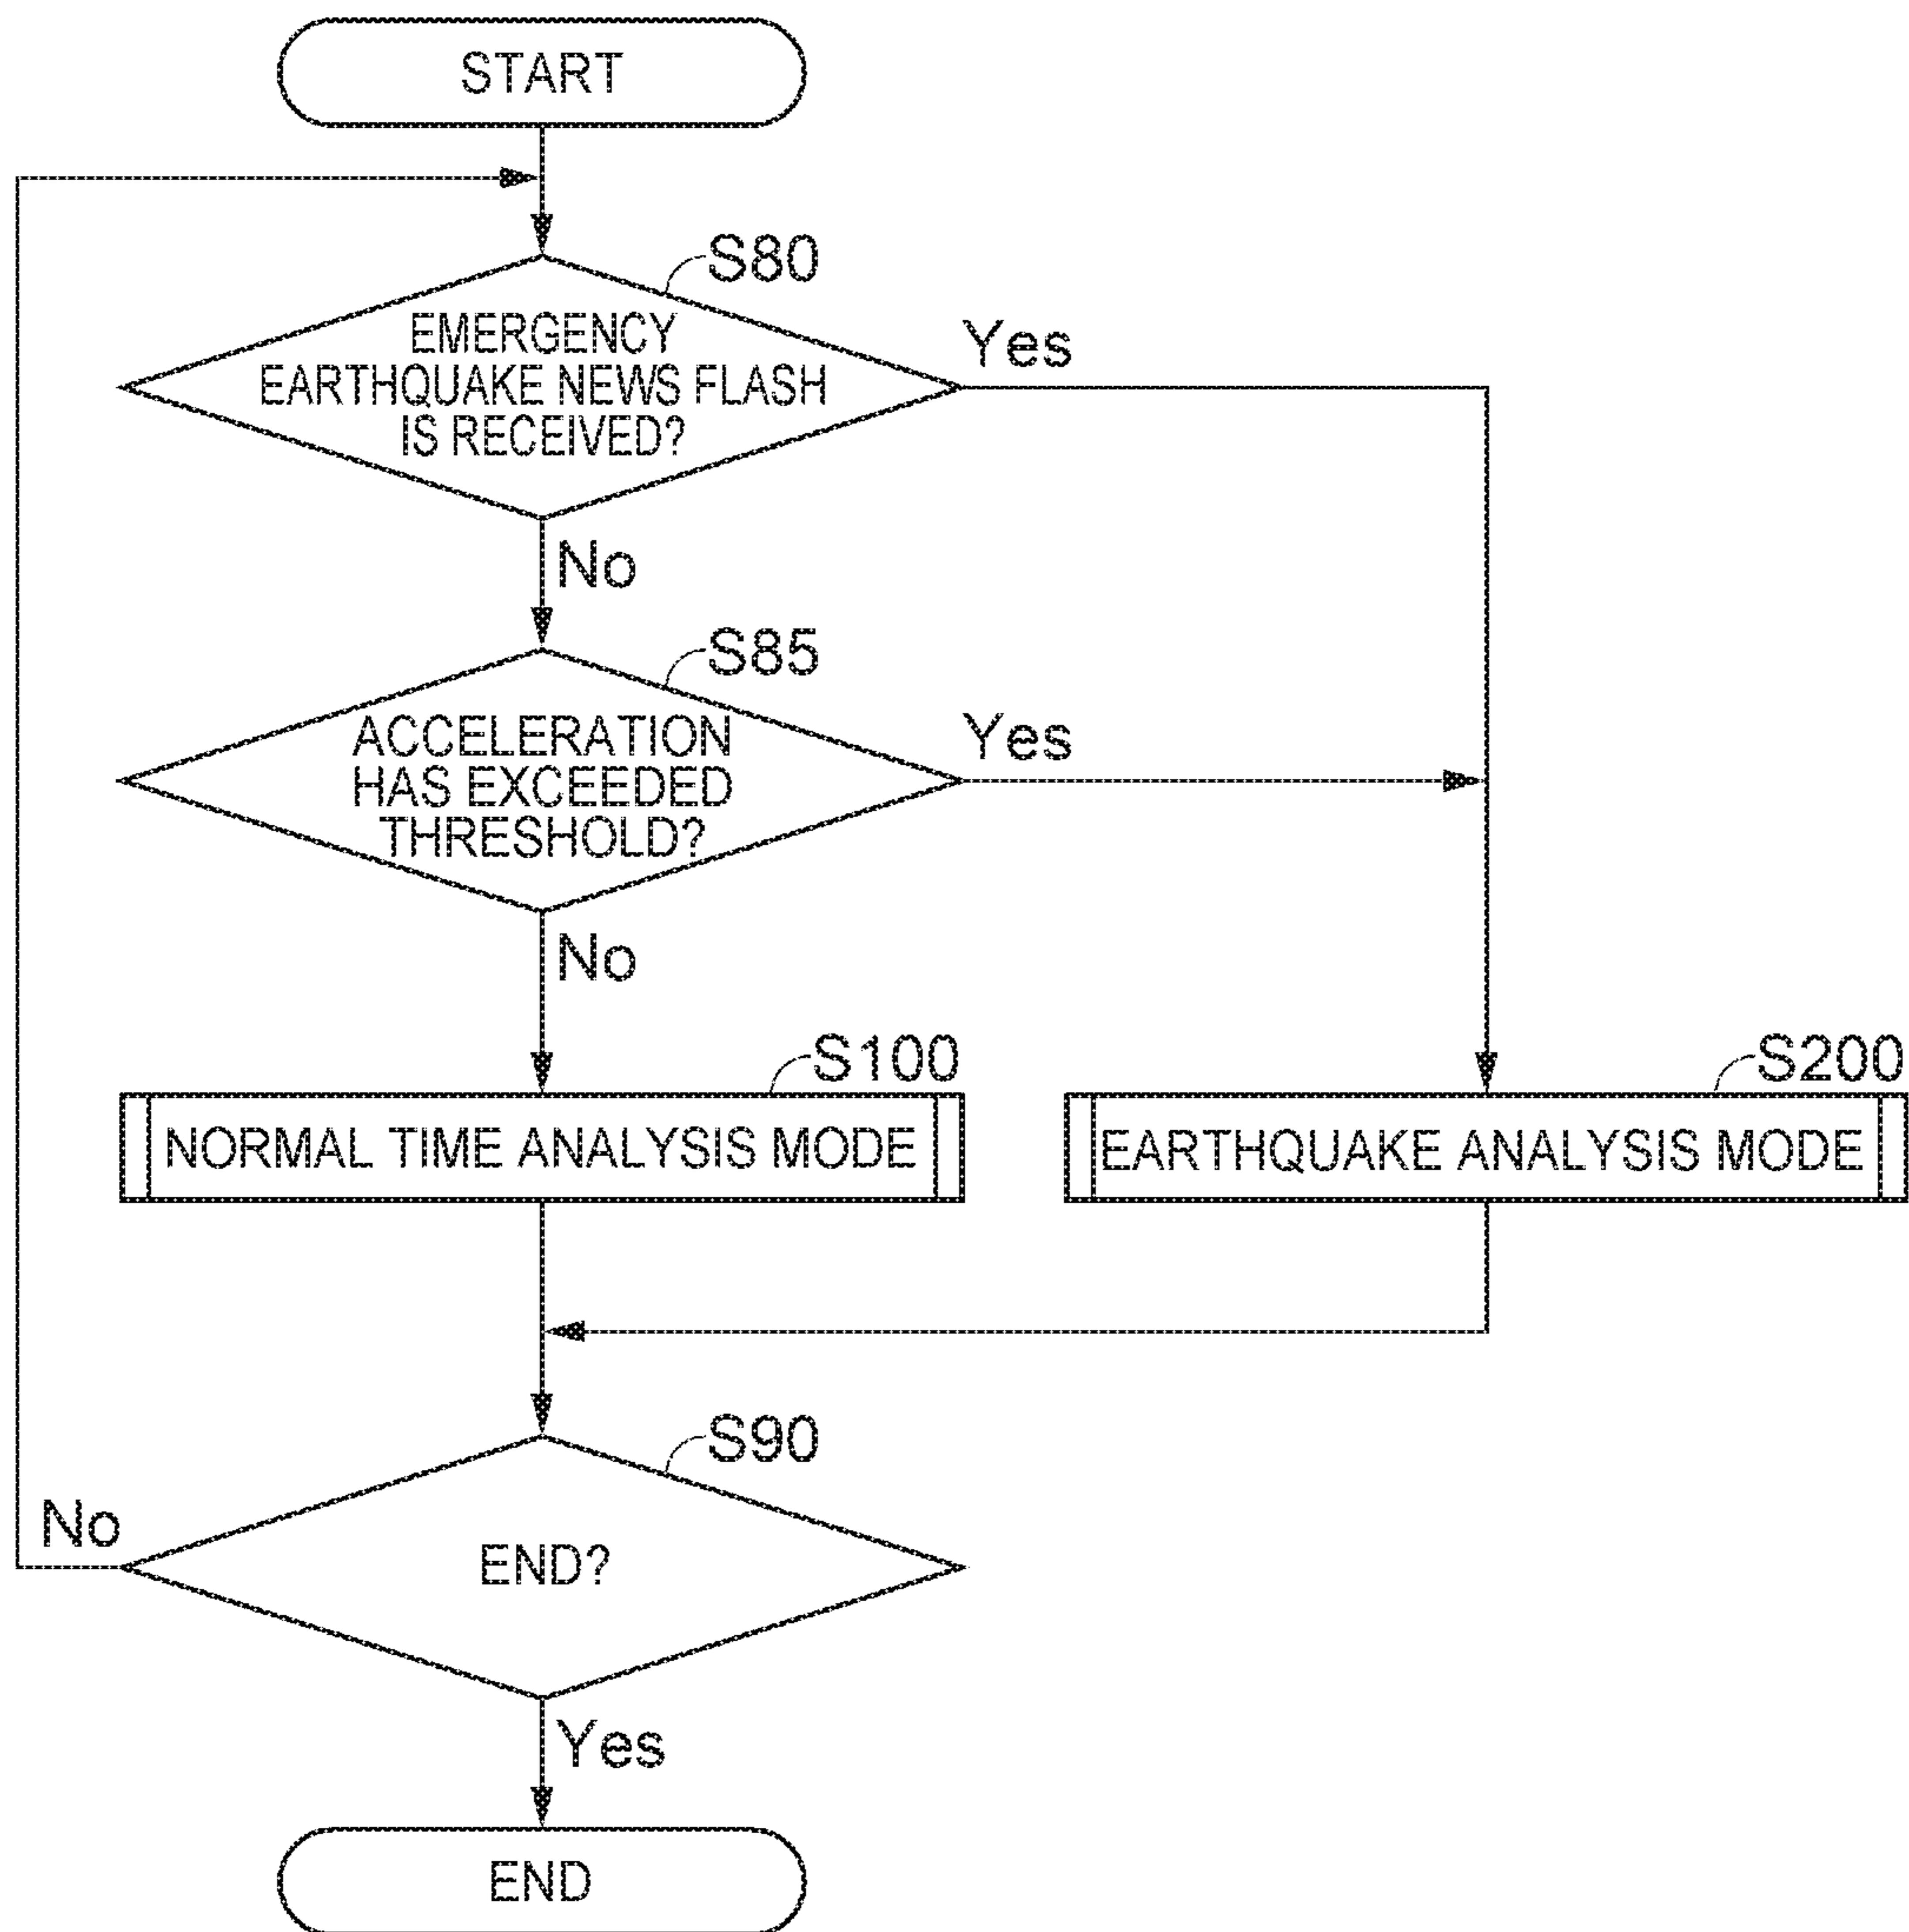 START
S80
EMERGENCY
EARTHQUAKE NEWS FLASH
IS RECEIVED?
Yes
No
S85
ACCELERATION
HAS EXCEEDED
THRESHOLD?
Yes
No
S100
NORMAL TIME ANALYSIS MODE
S200
EARTHQUAKE ANALYSIS MODE
S90
No
END?
Yes
END